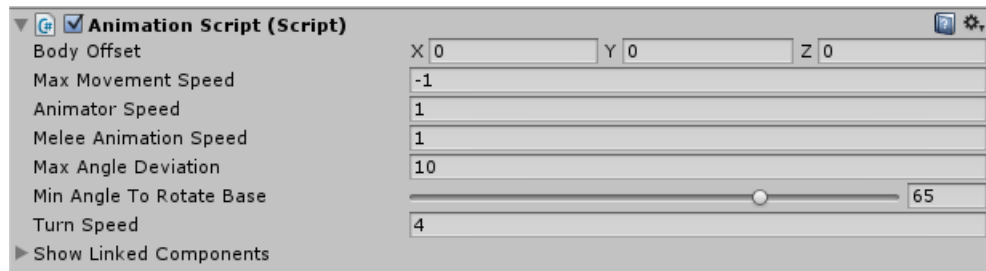 Animation Script (Script)
Body Offset X 0 Y 0 Z 0
Max Movement Speed -1
Animator Speed 1
Melee Animation Speed 1
Max Angle Deviation 10
Min Angle To Rotate Base 65
Turn Speed 4
Show Linked Components